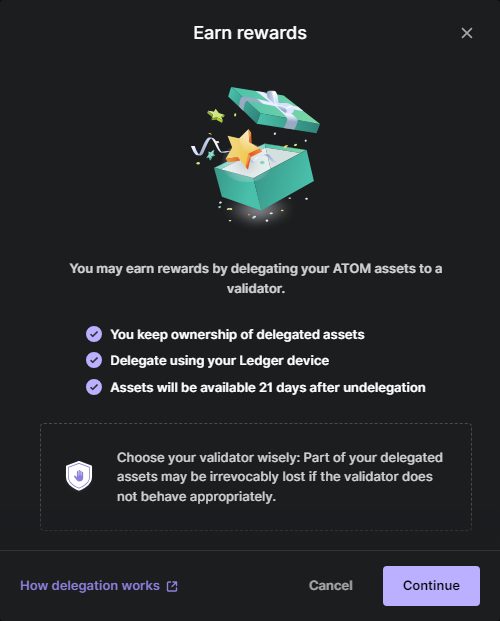 Earn rewards
You may earn rewards by delegating your ATOM assets to a
validator.
You keep ownership of delegated assets
Delegate using your Ledger device
Assets will be available 21 days after undelegation
Choose your validator wisely: Part of your delegated
assets may be irrevocably lost if the validator does
not behave appropriately.
How delegation works
Cancel
Continue